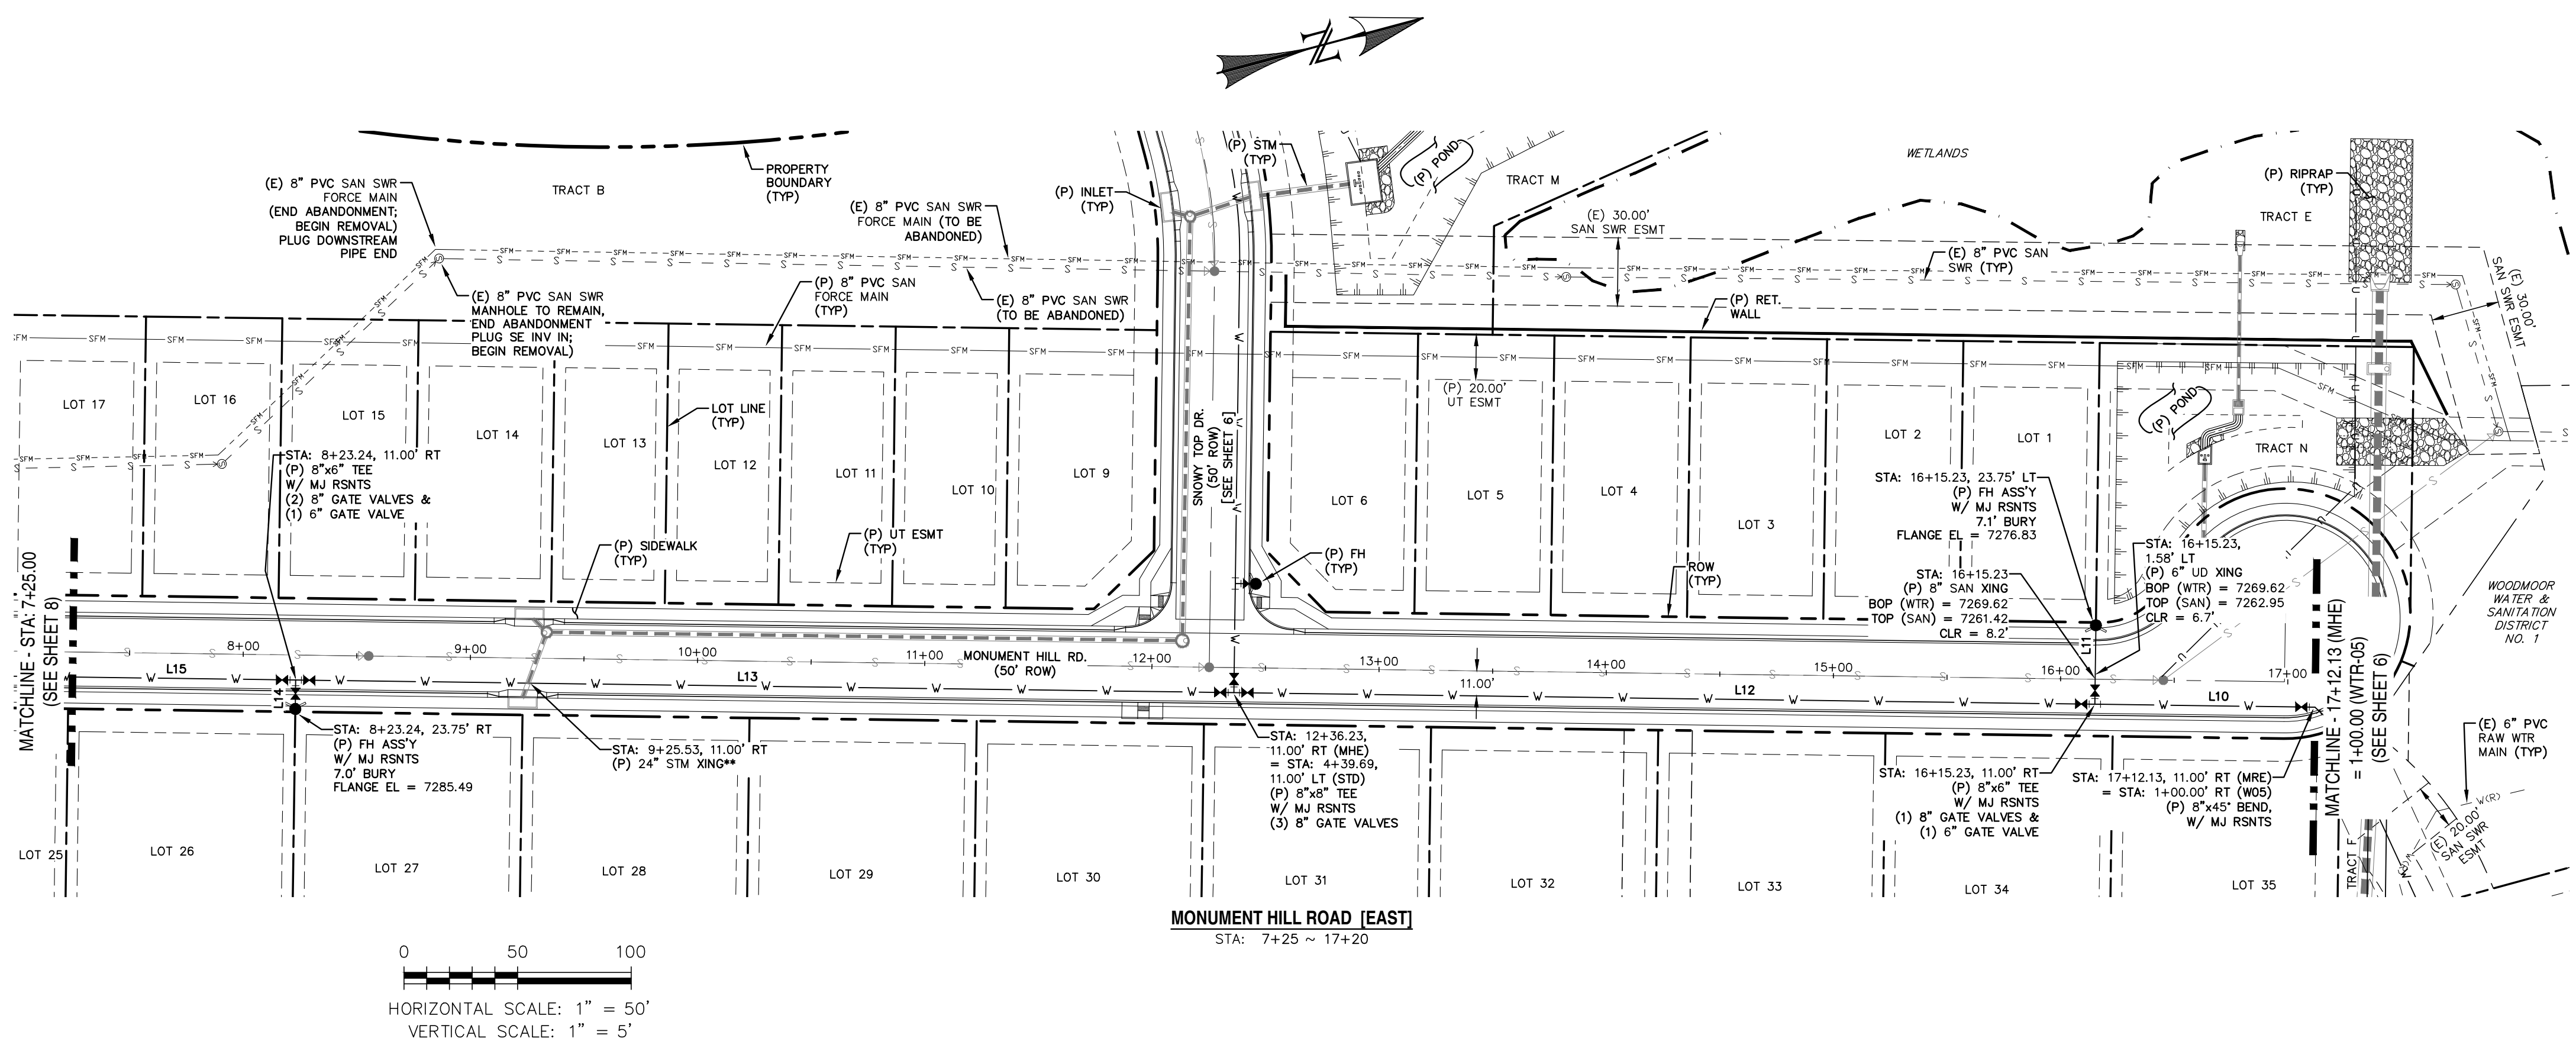 N
(E) 8" PVC SAN SWR
FORCE MAIN
(END ABANDONMENT;
BEGIN REMOVAL)
PLUG DOWNSTREAM
PIPE END
TRACT B
PROPERTY
BOUNDARY
(TYP)
(E) 8" PVC SAN SWR
FORCE MAIN (TO BE
ABANDONED)
(P) INLET
(TYP)
(P) STM
(TYP)
(P) POND
TRACT M
WETLANDS
(E) 30.00'
SAN SWR ESMT
(P) RIPRAP
(TYP)
TRACT E
(E) 8" PVC SAN
SWR (TYP)
(E) 30.00'
SAN SWR ESMT
(E) 8" PVC SAN SWR
MANHOLE TO REMAIN,
END ABANDONMENT
PLUG SE INV IN;
BEGIN REMOVAL)
(P) 8" PVC SAN
FORCE MAIN
(TYP)
(E) 8" PVC SAN SWR
(TO BE ABANDONED)
(P) RET.
WALL
(P) 20.00'
UT ESMT
LOT 17
LOT 16
LOT 15
LOT 14
LOT 13
LOT 12
LOT 11
LOT 10
LOT 9
LOT LINE
(TYP)
SNOWY TOP DR.
(50' ROW)
[SEE SHEET 6]
LOT 6
LOT 5
LOT 4
LOT 3
LOT 2
LOT 1
(P) POND
TRACT N
STA: 8+23.24, 11.00' RT
(P) 8"x6" TEE
W/ MJ RSNTS
(2) 8" GATE VALVES &
(1) 6" GATE VALVE
(P) SIDEWALK
(TYP)
(P) UT ESMT
(TYP)
(P) FH
(TYP)
ROW
(TYP)
STA: 16+15.23, 23.75' LT
(P) FH ASS'Y
W/ MJ RSNTS
7.1' BURY
FLANGE EL = 7276.83
STA: 16+15.23
(P) 8" SAN XING
BOP (WTR) = 7269.62
TOP (SAN) = 7261.42
CLR = 8.2'
STA: 16+15.23,
1.58' LT
(P) 6" UD XING
BOP (WTR) = 7269.62
TOP (SAN) = 7262.95
CLR = 6.7'
WOODMOOR
WATER &
SANITATION
DISTRICT
NO. 1
MATCHLINE - STA: 7+25.00
(SEE SHEET 8)
8+00
9+00
10+00
11+00
12+00
13+00
14+00
15+00
16+00
17+00
MONUMENT HILL RD.
(50' ROW)
L15
L14
L13
11.00'
L12
L11
L10
MATCHLINE - 17+12.13 (MHE)
= 1+00.00 (WTR-05)
(SEE SHEET 6)
STA: 8+23.24, 23.75' RT
(P) FH ASS'Y
W/ MJ RSNTS
7.0' BURY
FLANGE EL = 7285.49
STA: 9+25.53, 11.00' RT
(P) 24" STM XING**
STA: 12+36.23,
11.00' RT (MHE)
= STA: 4+39.69,
11.00' LT (STD)
(P) 8"x8" TEE
W/ MJ RSNTS
(3) 8" GATE VALVES
STA: 16+15.23, 11.00' RT
(P) 8"x6" TEE
W/ MJ RSNTS
(1) 8" GATE VALVES &
(1) 6" GATE VALVE
STA: 17+12.13, 11.00' RT (MRE)
= STA: 1+00.00' RT (W05)
(P) 8"x45° BEND,
W/ MJ RSNTS
(E) 6" PVC
RAW WTR
MAIN (TYP)
W(R)
(E) 20.00'
SAN SWR
ESMT
TRACT F
LOT 25
LOT 26
LOT 27
LOT 28
LOT 29
LOT 30
LOT 31
LOT 32
LOT 33
LOT 34
LOT 35
MONUMENT HILL ROAD [EAST]
STA: 7+25 ~ 17+20
0 50 100
HORIZONTAL SCALE: 1" = 50'
VERTICAL SCALE: 1" = 5'